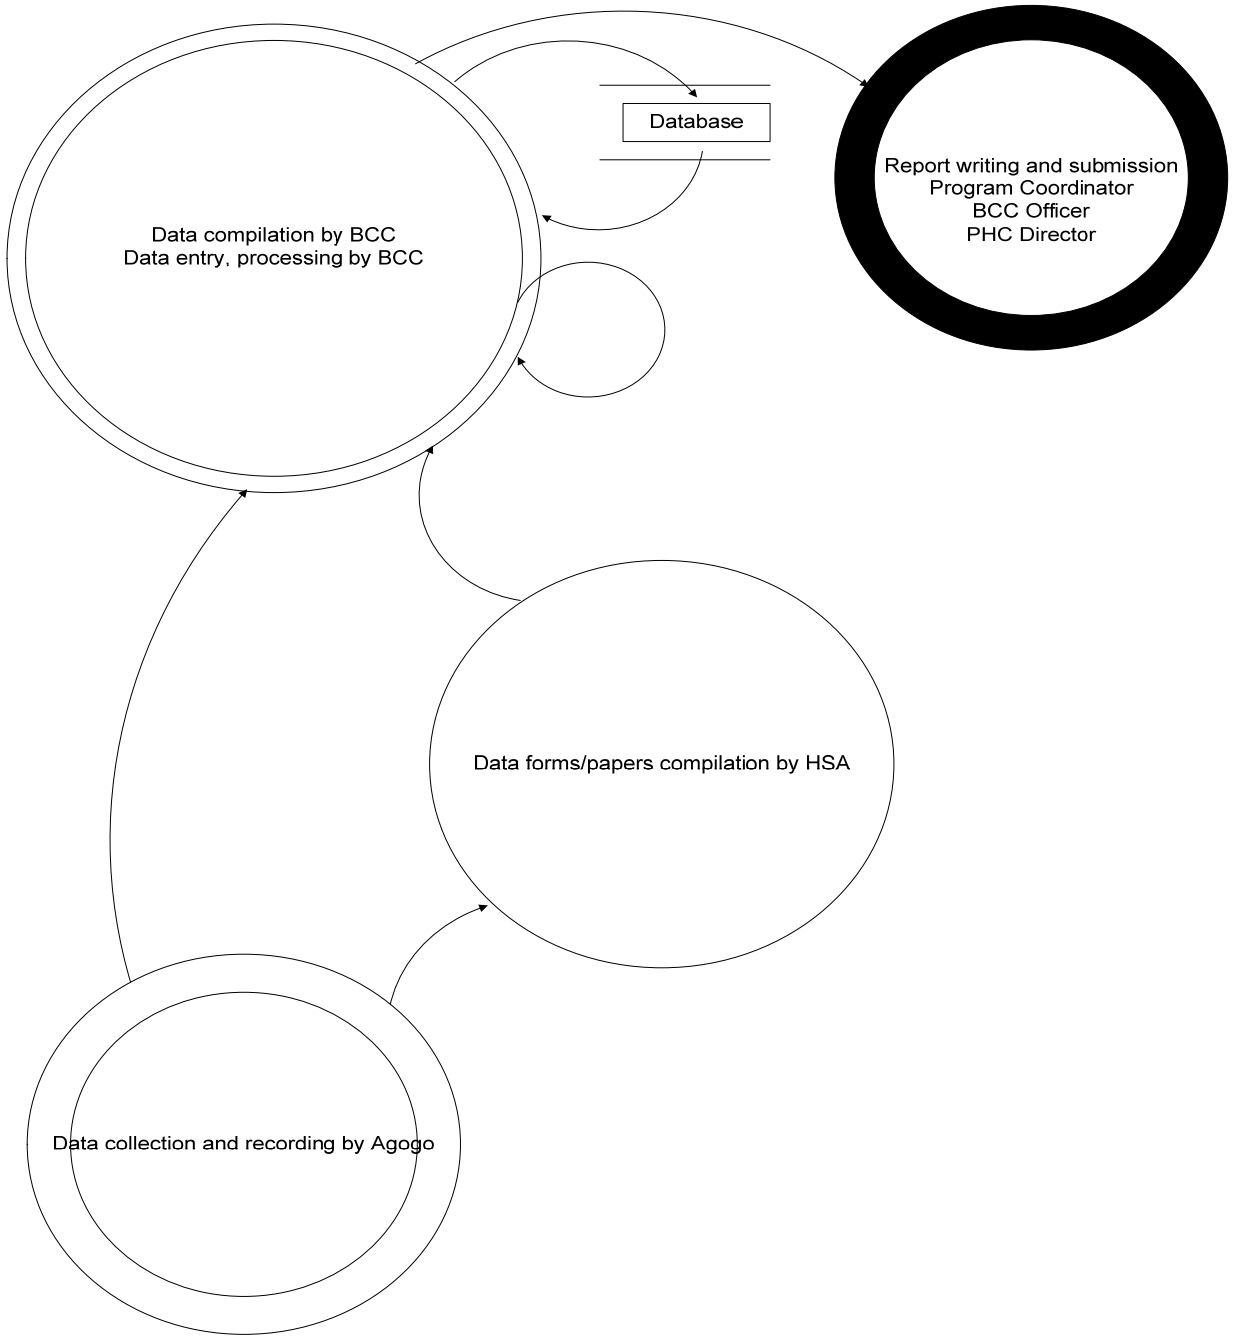 Database
Report writing and submission
Program Coordinator
BCC Officer
PHC Director
Data compilation by BCC
Data entry, processing by BCC
Data forms/papers compilation by HSA
Data collection and recording by Agogo